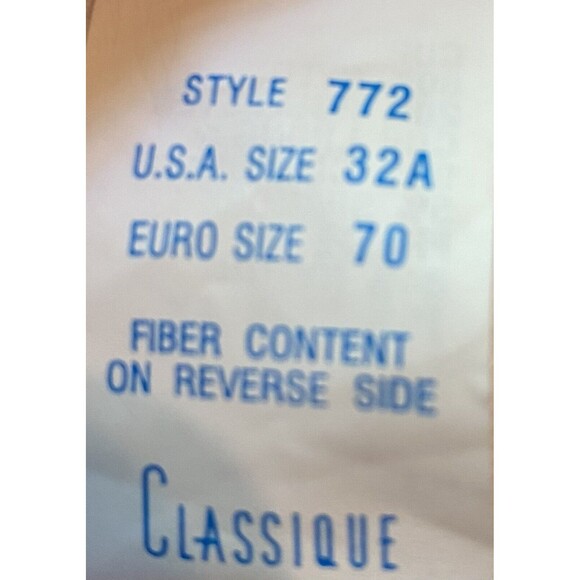 STYLE 772
U.S.A. SIZE 32A
EURO SIZE 70
FIBER CONTENT
ON REVERSE SIDE
CLASSIQUE